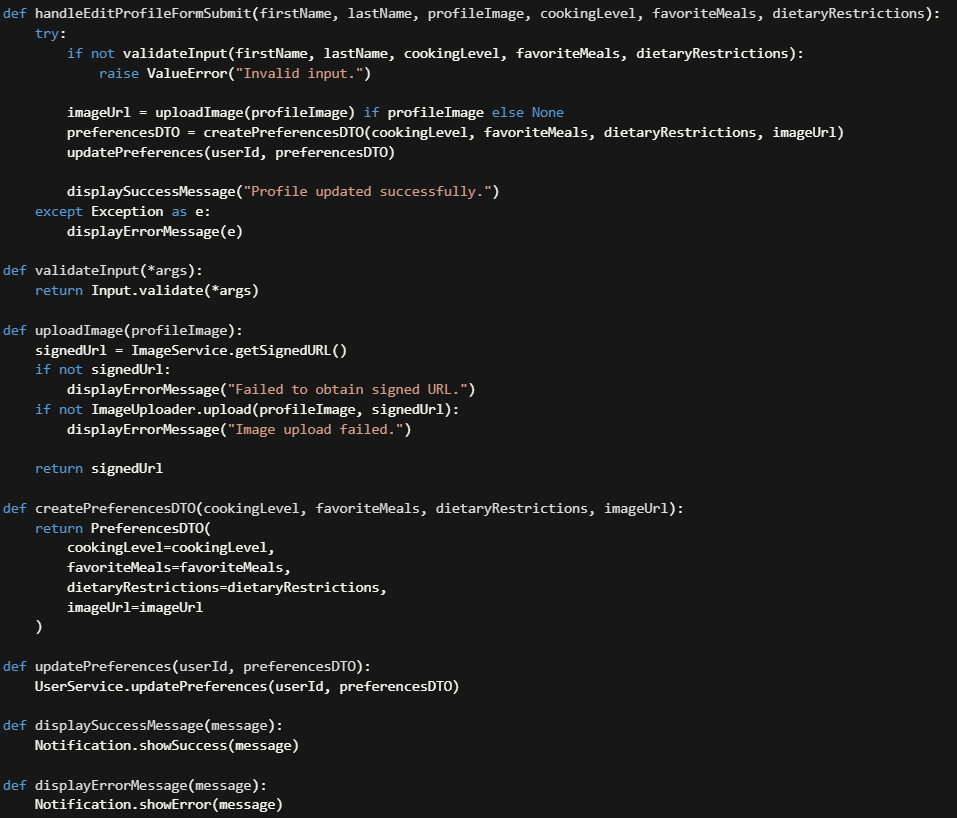 def handleEditProfileFormSubmit(firstName, lastName, profileImage, cookingLevel, favoriteMeals, dietaryRestrictions):
    try:
        if not validateInput(firstName, lastName, cookingLevel, favoriteMeals, dietaryRestrictions):
            raise ValueError("Invalid input.")

        imageUrl = uploadImage(profileImage) if profileImage else None
        preferencesDTO = createPreferencesDTO(cookingLevel, favoriteMeals, dietaryRestrictions, imageUrl)
        updatePreferences(userId, preferencesDTO)

        displaySuccessMessage("Profile updated successfully.")
    except Exception as e:
        displayErrorMessage(e)

def validateInput(*args):
    return Input.validate(*args)

def uploadImage(profileImage):
    signedUrl = ImageService.getSignedURL()
    if not signedUrl:
        displayErrorMessage("Failed to obtain signed URL.")
    if not ImageUploader.upload(profileImage, signedUrl):
        displayErrorMessage("Image upload failed.")

    return signedUrl

def createPreferencesDTO(cookingLevel, favoriteMeals, dietaryRestrictions, imageUrl):
    return PreferencesDTO(
        cookingLevel=cookingLevel,
        favoriteMeals=favoriteMeals,
        dietaryRestrictions=dietaryRestrictions,
        imageUrl=imageUrl
    )

def updatePreferences(userId, preferencesDTO):
    UserService.updatePreferences(userId, preferencesDTO)

def displaySuccessMessage(message):
    Notification.showSuccess(message)

def displayErrorMessage(message):
    Notification.showError(message)